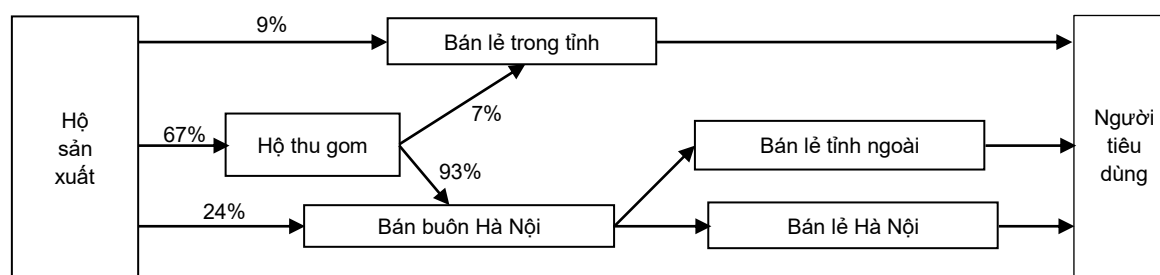 9%
Bán lẻ trong tỉnh
Hộ
sản
xuất
67%
Hộ thu gom
7%
93%
Bán lẻ tỉnh ngoài
Người
tiêu
dùng
24%
Bán buôn Hà Nội
Bán lẻ Hà Nội